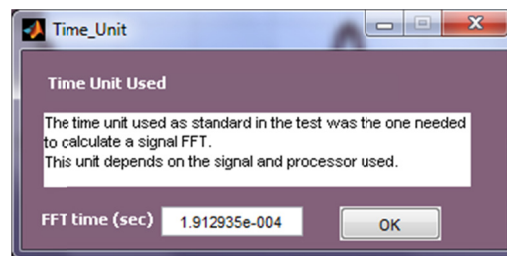 Time_Unit
Time Unit Used
The time unit used as standard in the test was the one needed
to calculate a signal FFT.
This unit depends on the signal and processor used.
FFT time (sec) 1.912935e-004 OK